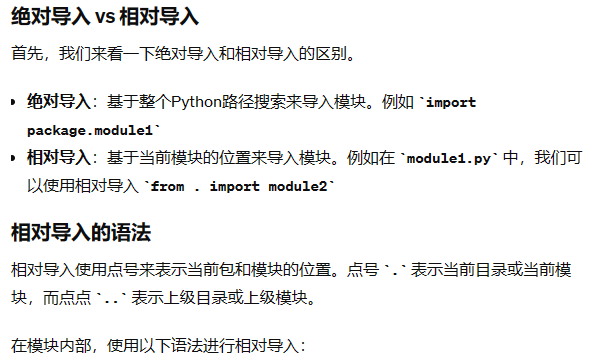 绝对导入 vs 相对导入
首先，我们来看一下绝对导入和相对导入的区别。
• 绝对导入：基于整个Python路径搜索来导入模块。例如 `import
package.module1`
• 相对导入：基于当前模块的位置来导入模块。例如在 `module1.py` 中，我们可
以使用相对导入 `from . import module2`
相对导入的语法
相对导入使用点号来表示当前包和模块的位置。点号 `.` 表示当前目录或当前模
块，而点点 `..` 表示上级目录或上级模块。
在模块内部，使用以下语法进行相对导入：